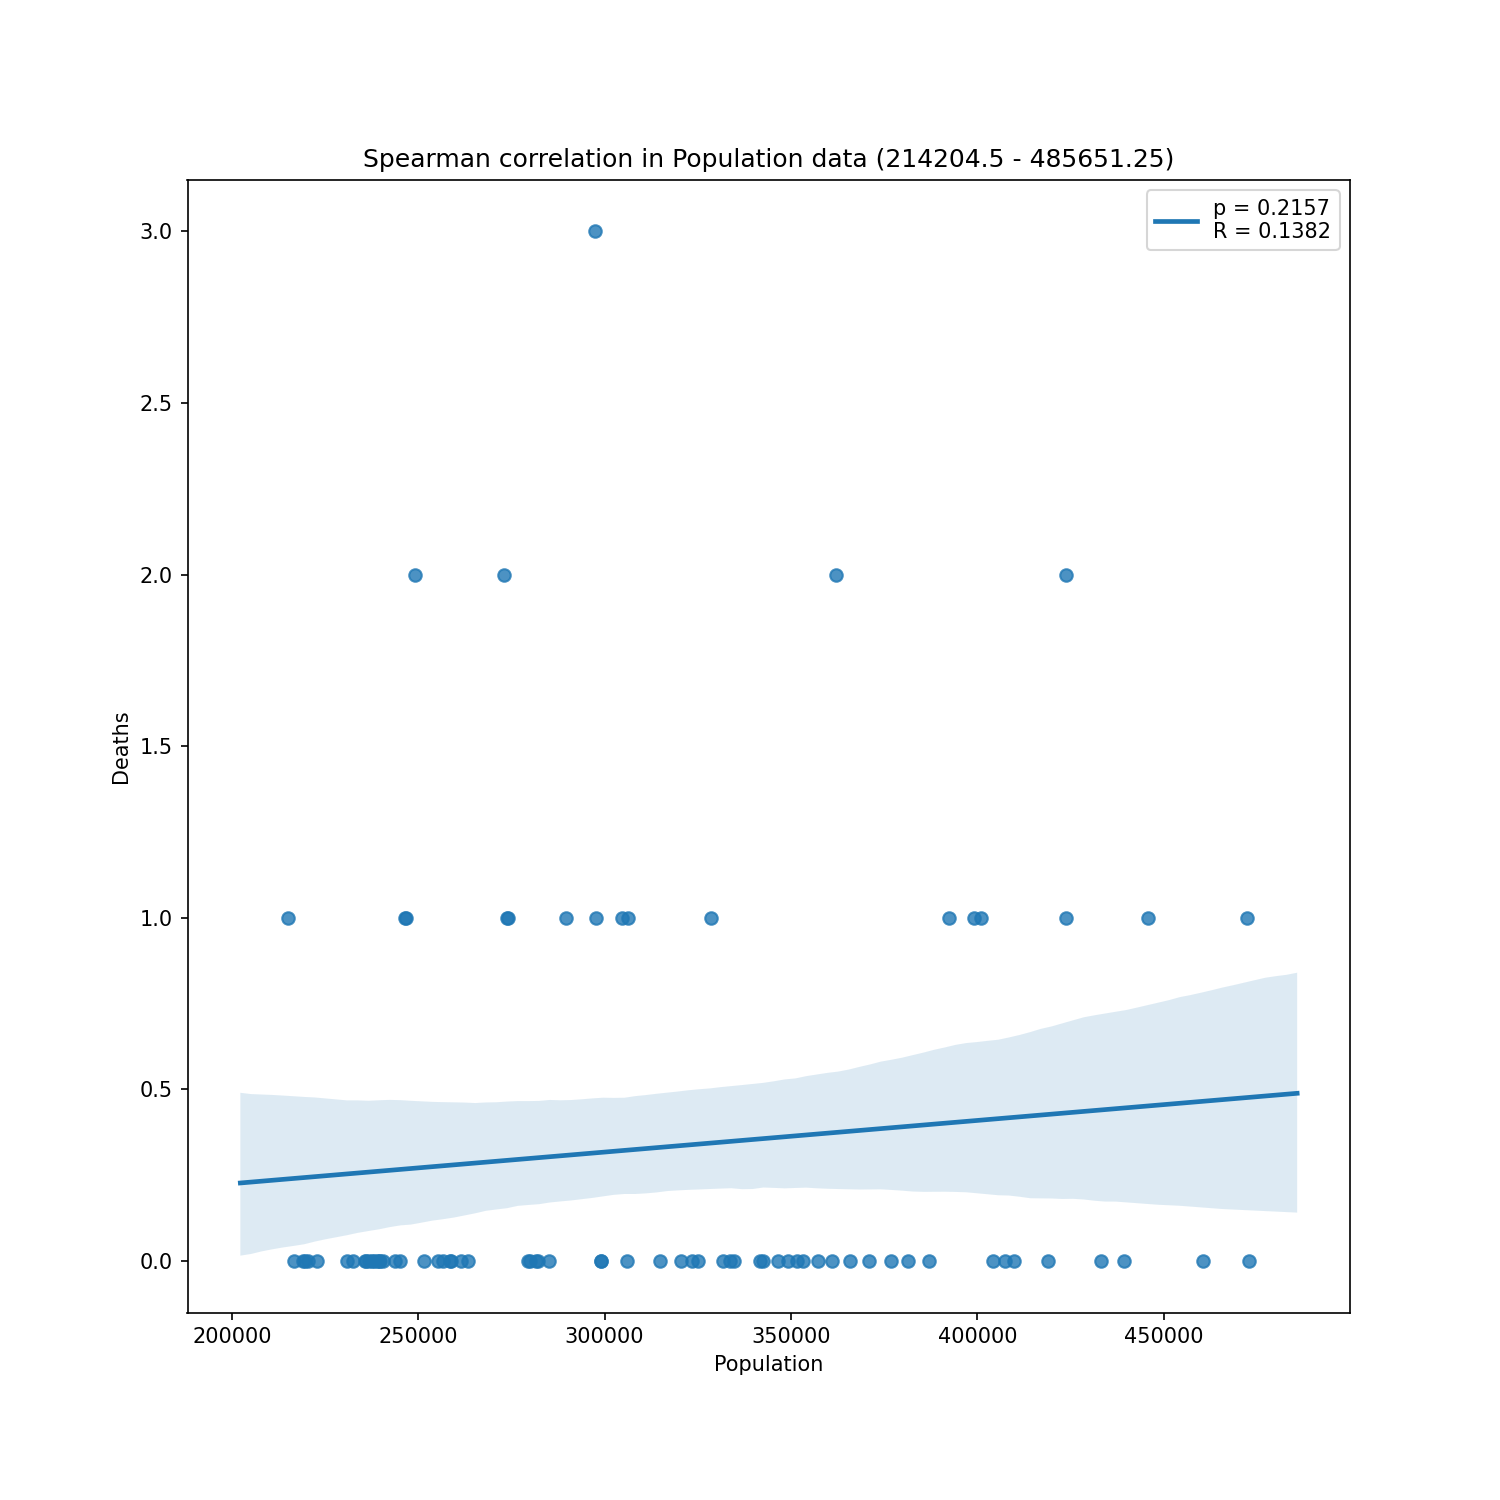 Spearman correlation in Population data (214204.5 - 485651.25)
p = 0.2157
R = 0.1382
3.0
2.5
2.0
1.5
1.0
0.5
0.0
Deaths
200000 250000 300000 350000 400000 450000
Population